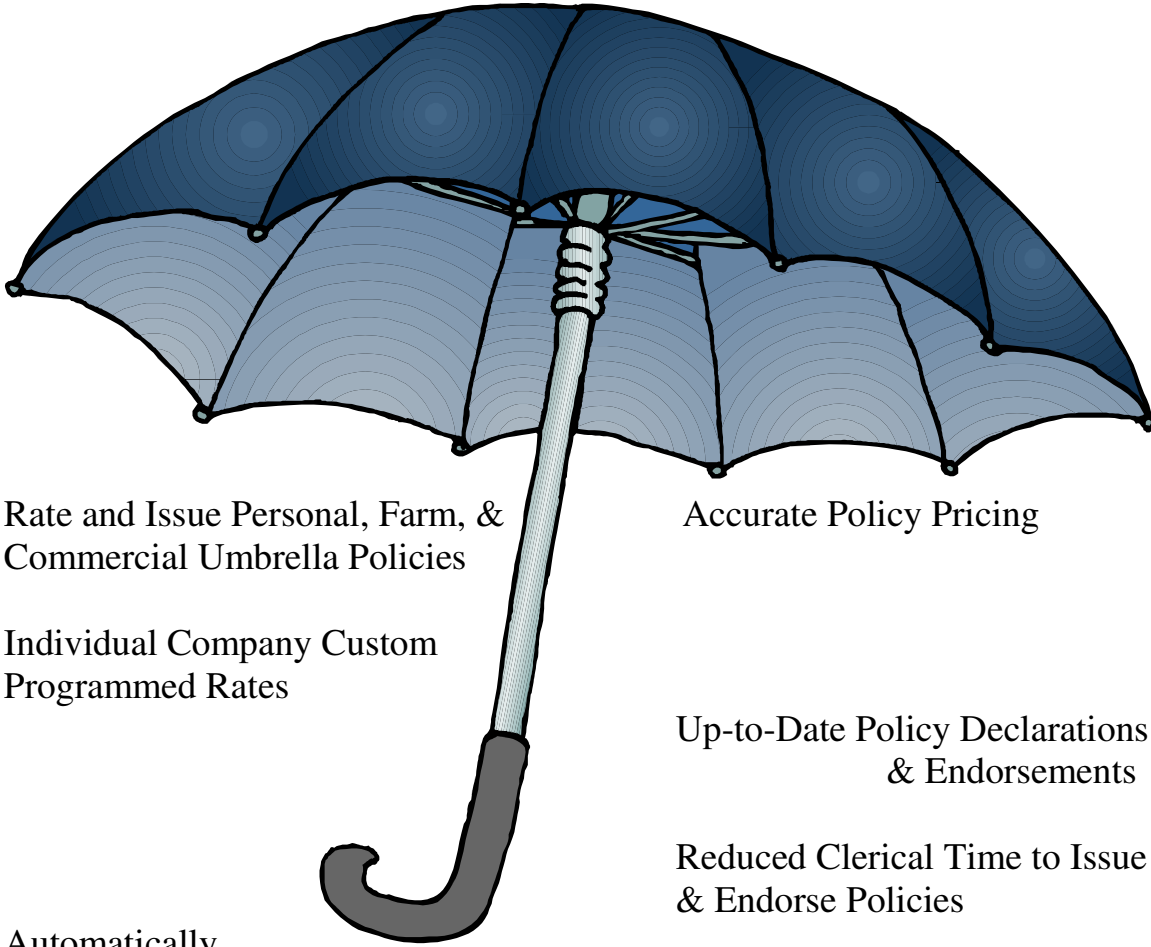 Rate and Issue Personal, Farm, &
Commercial Umbrella Policies
Accurate Policy Pricing
Individual Company Custom
Programmed Rates
Up-to-Date Policy Declarations
& Endorsements
Reduced Clerical Time to Issue
& Endorse Policies
Automatically